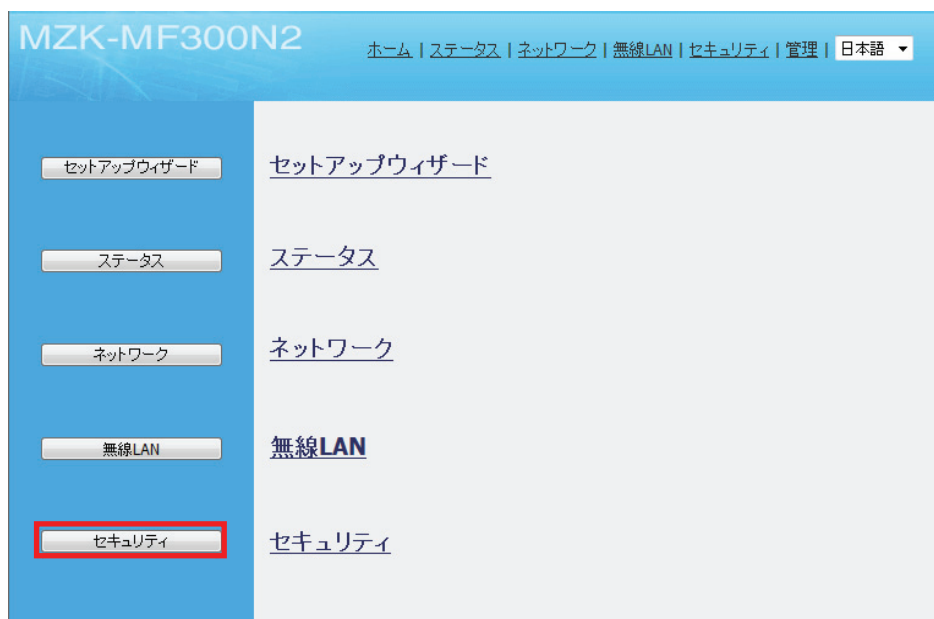 MZK-MF300N2
ホーム | ステータス | ネットワーク | 無線LAN | セキュリティ | 管理 | 日本語
セットアップウィザード セットアップウィザード
ステータス ステータス
ネットワーク ネットワーク
無線LAN 無線LAN
セキュリティ セキュリティ